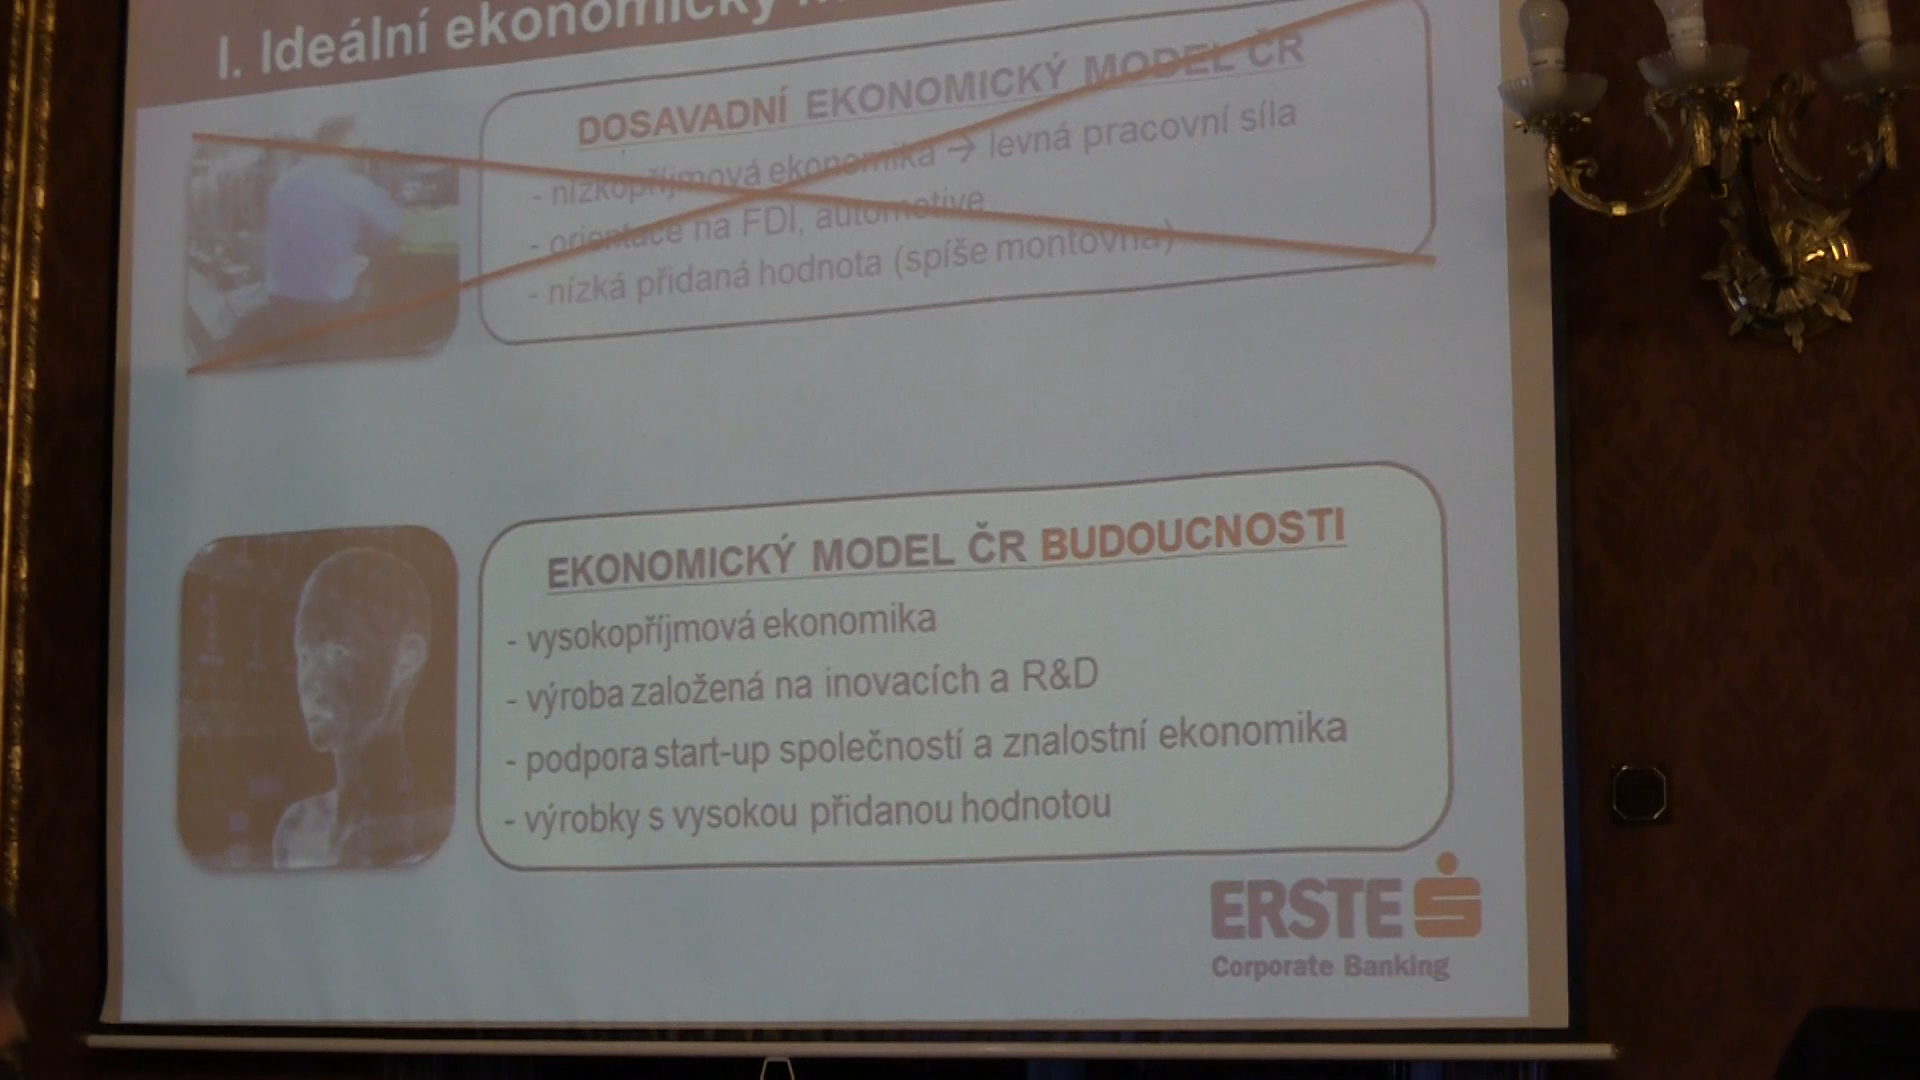 I. Ideální ekonomický
DOSAVADNÍ EKONOMICKÝ MODEL ČR
- nízkopříjmová ekonomika → levná pracovní síla
- orientace na FDI, automotive
- nízká přidaná hodnota (spíše montovna)
EKONOMICKÝ MODEL ČR BUDOUCNOSTI
- vysokopříjmová ekonomika
- výroba založená na inovacích a R&D
- podpora start-up společností a znalostní ekonomika
- výrobky s vysokou přidanou hodnotou
ERSTE
Corporate Banking